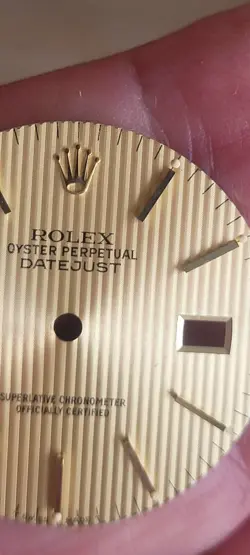 ROLEX
OYSTER PERPETUAL
DATEJUST
SUPERLATIVE CHRONOMETER
OFFICIALLY CERTIFIED